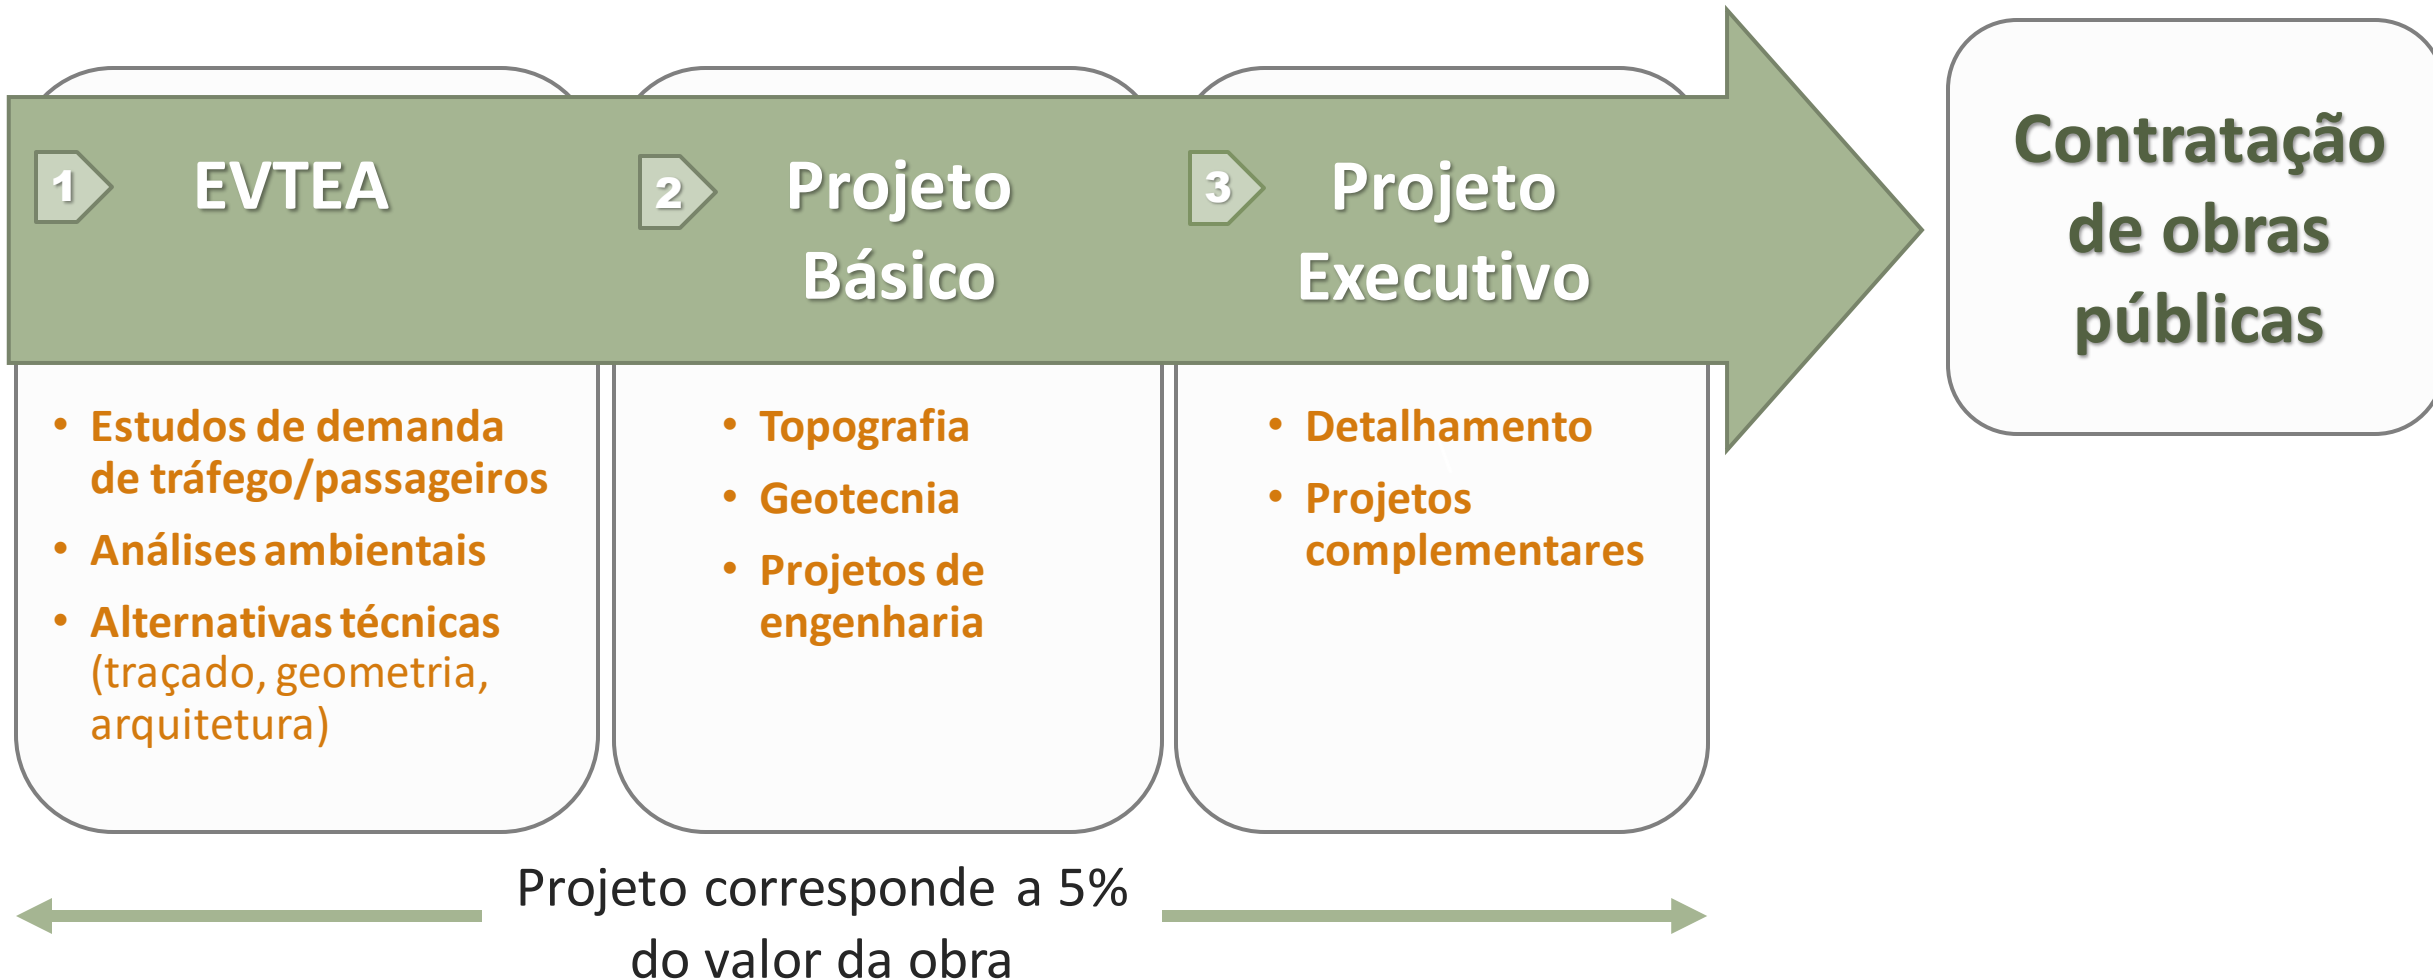 1
EVTEA
• Estudos de demanda
de tráfego/passageiros
• Análises ambientais
• Alternativas técnicas
(traçado, geometria,
arquitetura)
2
Projeto
Básico
• Topografia
• Geotecnia
• Projetos de
engenharia
3
Projeto
Executivo
• Detalhamento
• Projetos
complementares
Contratação
de obras
públicas
Projeto corresponde a 5%
do valor da obra